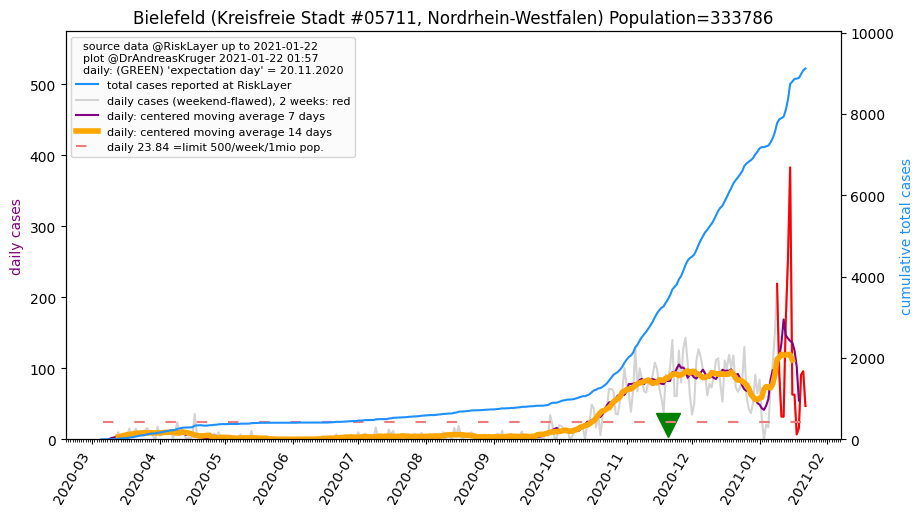 Bielefeld (Kreisfreie Stadt #05711, Nordrhein-Westfalen) Population=333786
source data @RiskLayer up to 2021-01-22
plot @DrAndreasKruger 2021-01-22 01:57
daily: (GREEN) 'expectation day' = 20.11.2020
total cases reported at RiskLayer
daily cases (weekend-flawed), 2 weeks: red
daily: centered moving average 7 days
daily: centered moving average 14 days
daily 23.84 =limit 500/week/1mio pop.
daily cases
500
400
300
200
100
0
cumulative total cases
10000
8000
6000
4000
2000
0
2020-03
2020-04
2020-05
2020-06
2020-07
2020-08
2020-09
2020-10
2020-11
2020-12
2021-01
2021-02